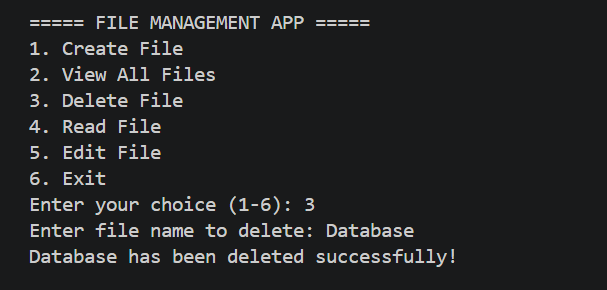 ===== FILE MANAGEMENT APP =====
1. Create File
2. View All Files
3. Delete File
4. Read File
5. Edit File
6. Exit
Enter your choice (1-6): 3
Enter file name to delete: Database
Database has been deleted successfully!